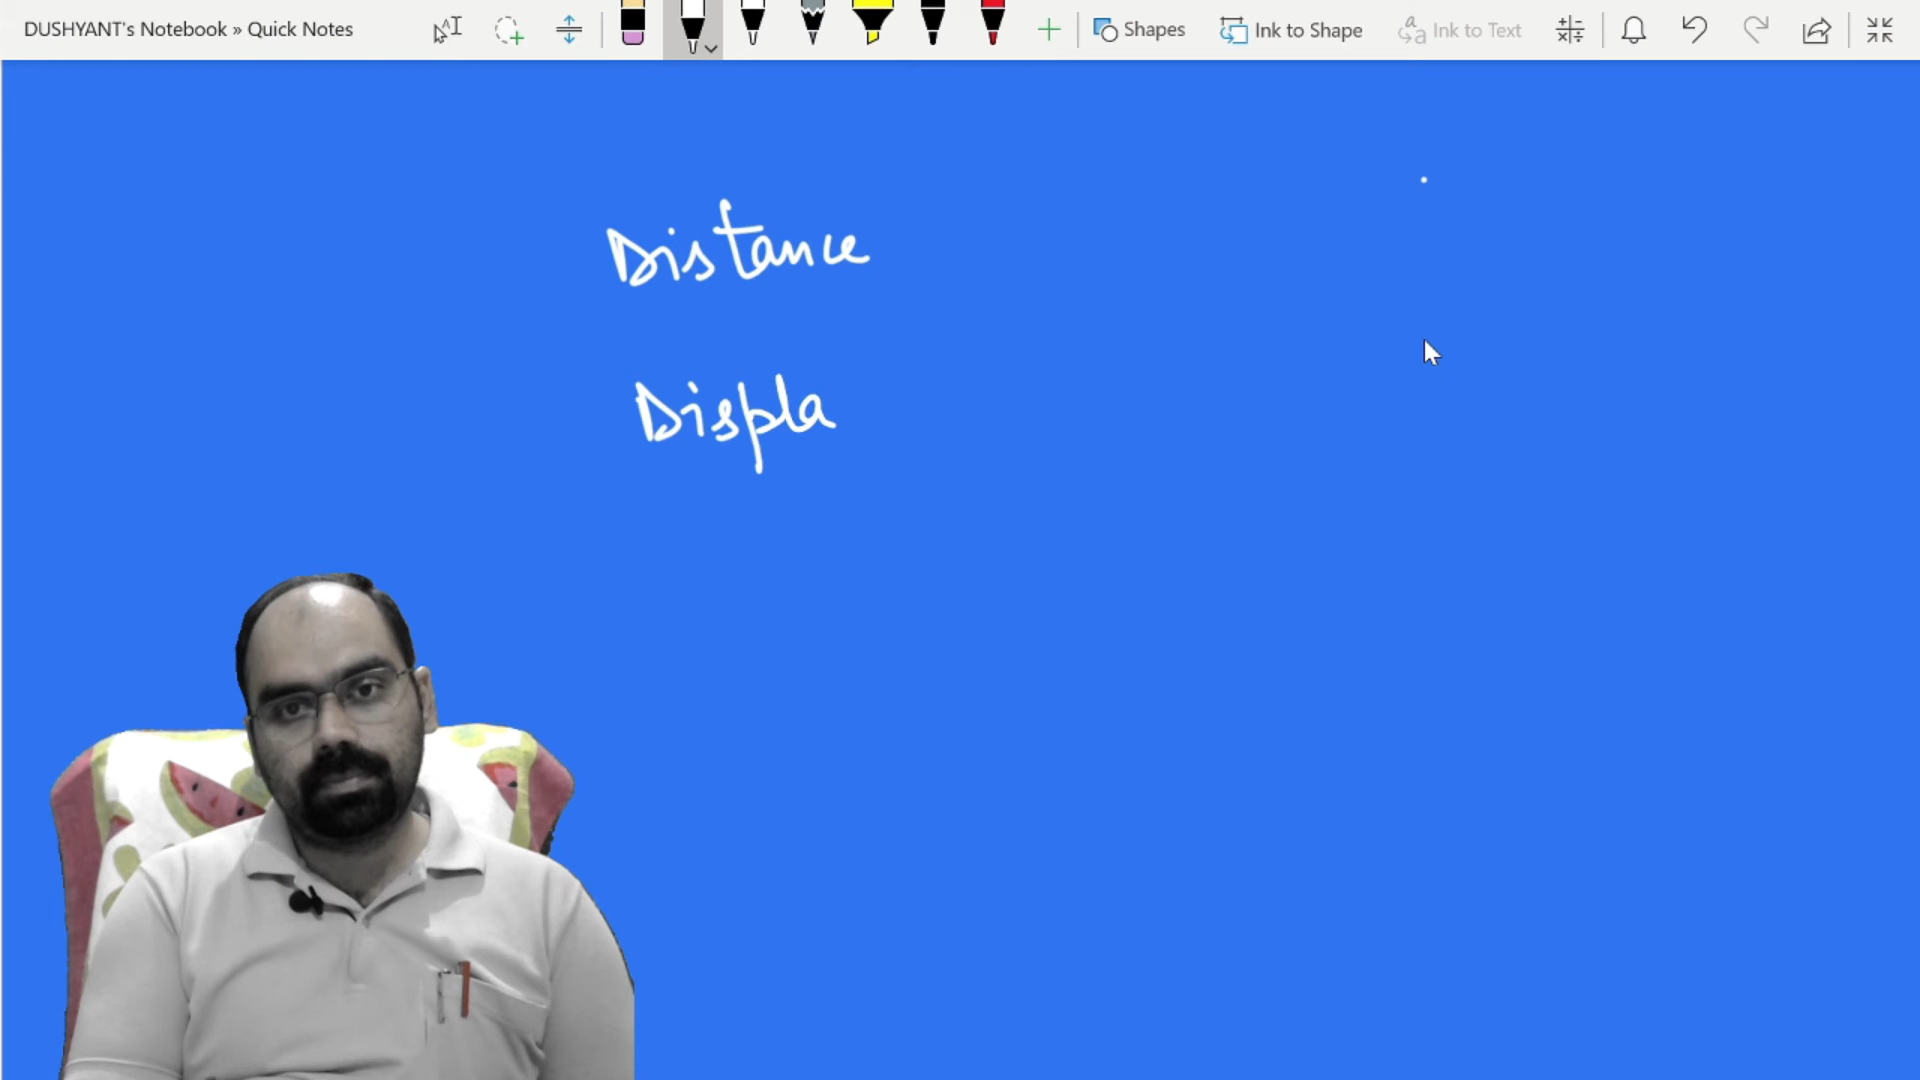 DUSHYANT's Notebook » Quick Notes
Shapes
Ink to Shape
Ink to Text
Distance
Displa